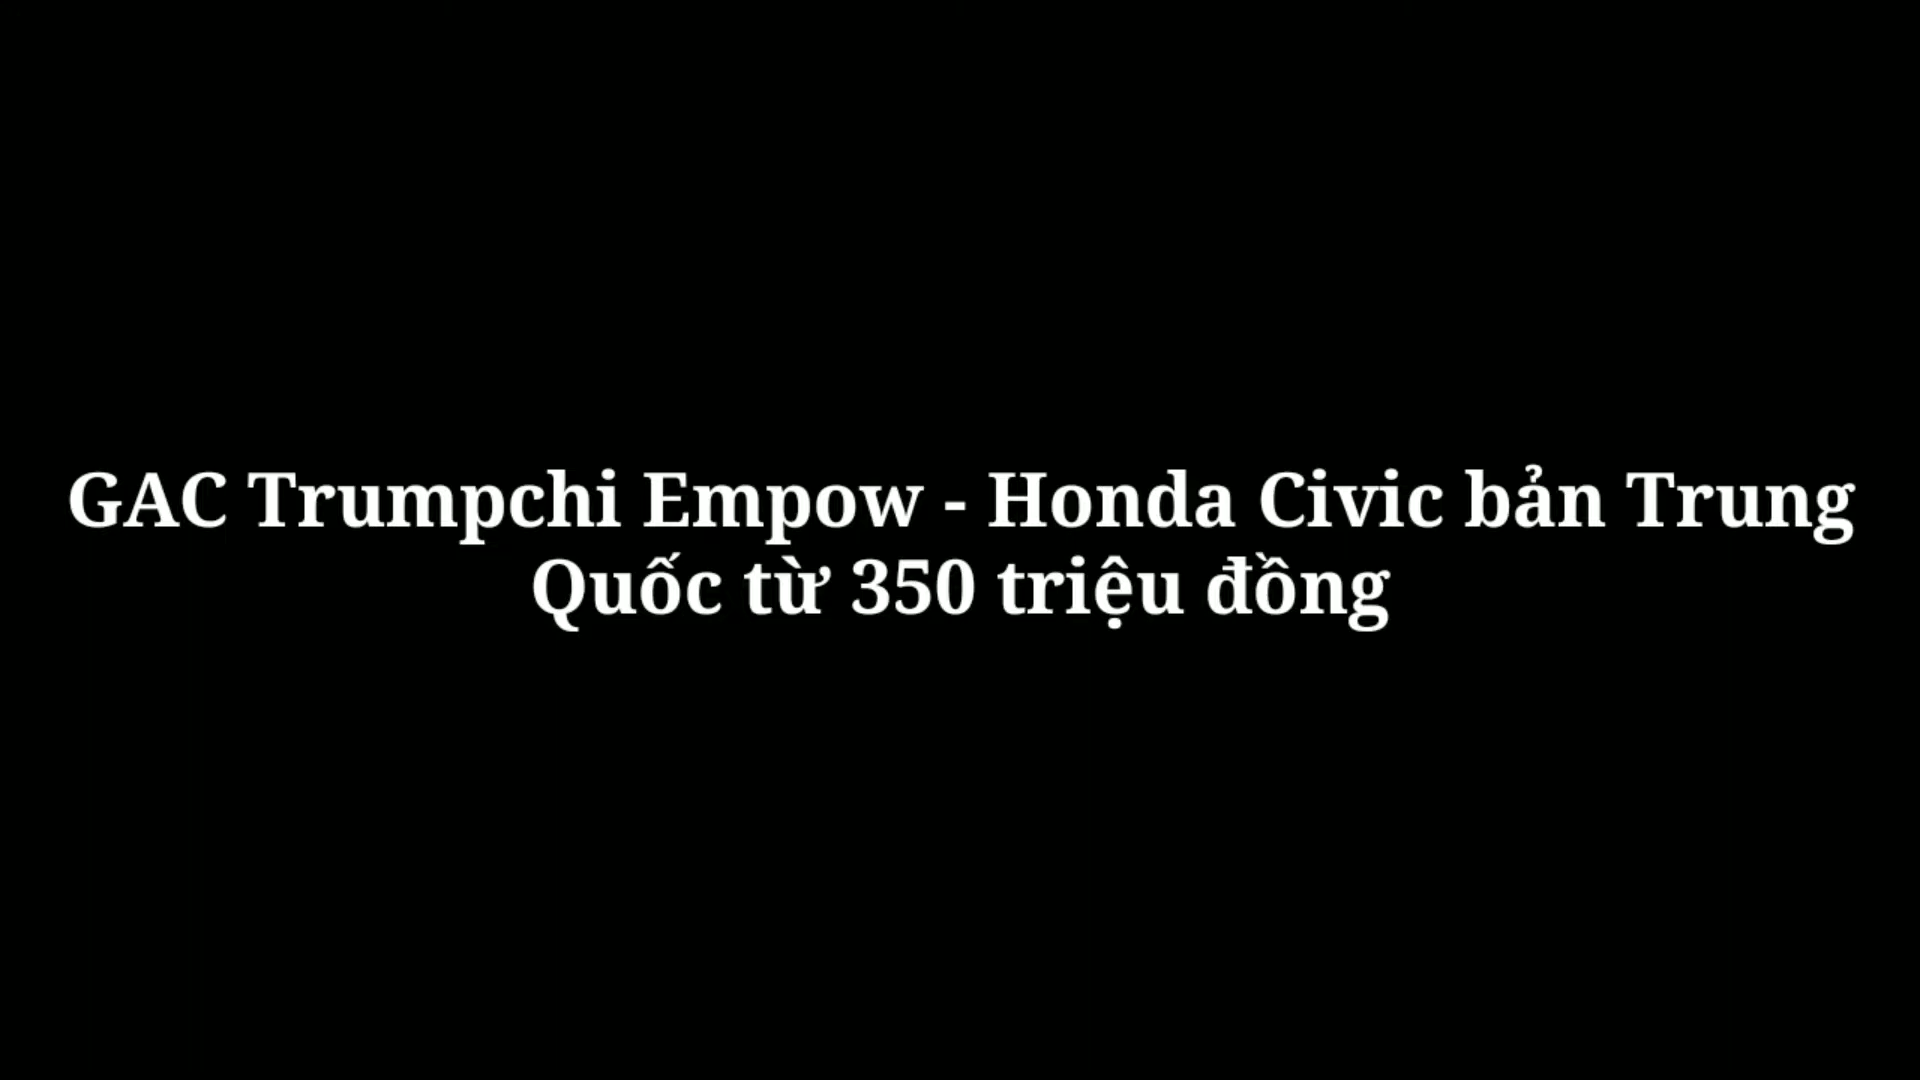 GAC Trumpchi Empow - Honda Civic bản Trung
Quốc từ 350 triệu đồng